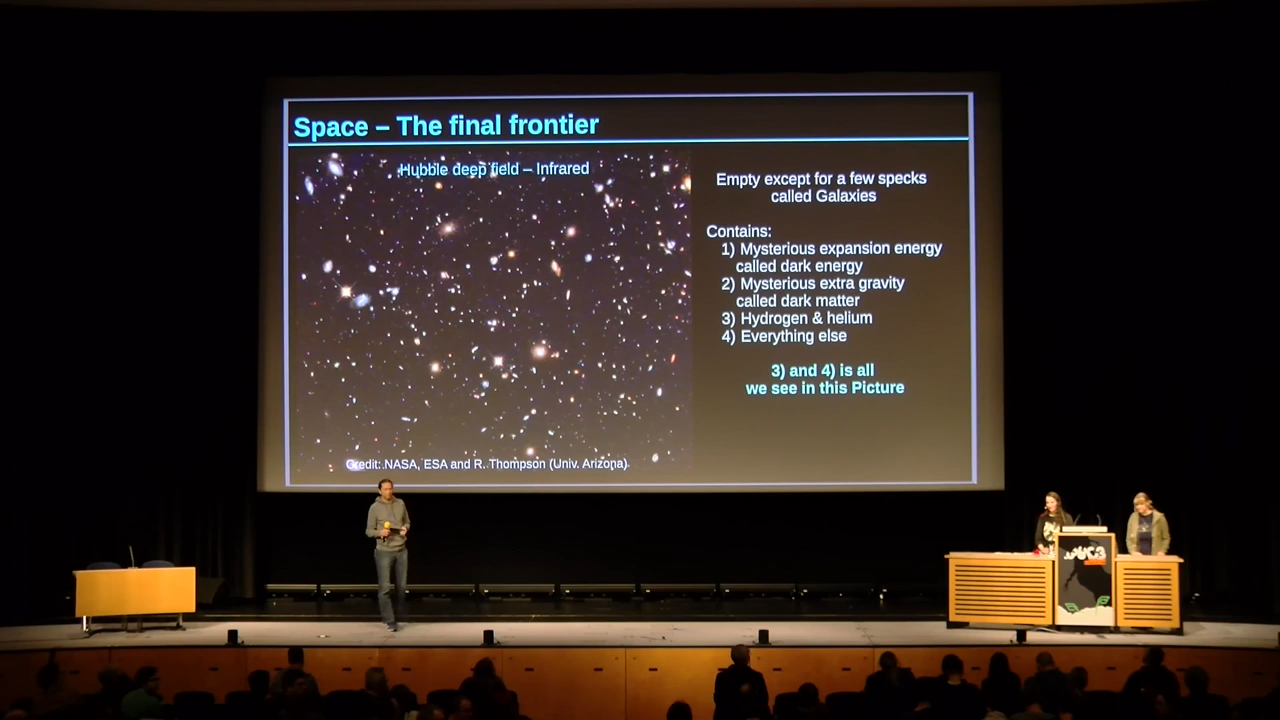 Space – The final frontier
Hubble deep field – Infrared
Empty except for a few specks
called Galaxies
Contains:
1) Mysterious expansion energy
called dark energy
2) Mysterious extra gravity
called dark matter
3) Hydrogen & helium
4) Everything else
3) and 4) is all
we see in this Picture
Credit: NASA, ESA and R. Thompson (Univ. Arizona)